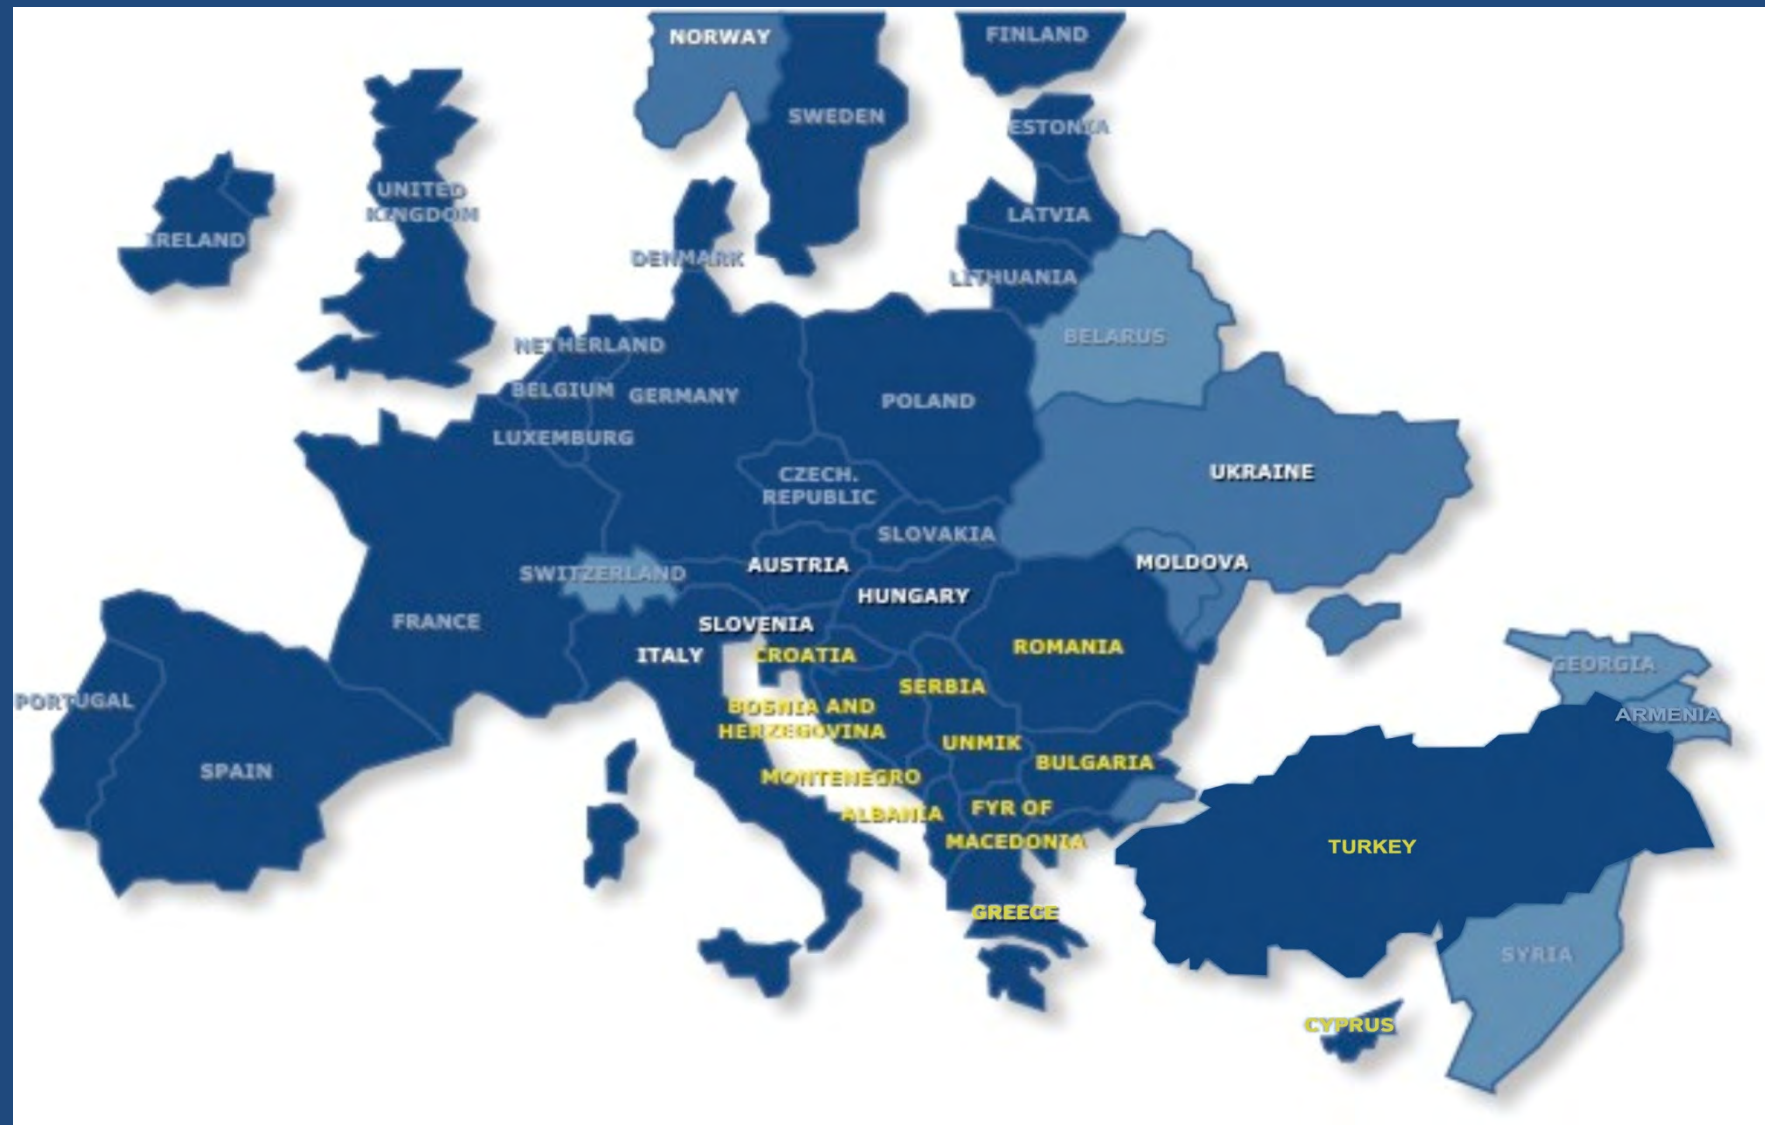 NORWAY
FINLAND
SWEDEN
ESTONIA
UNITED
KINGDOM
LATVIA
IRELAND
DENMARK
LITHUANIA
BELARUS
NETHERLAND
BELGIUM
GERMANY
POLAND
LUXEMBURG
CZECH.
REPUBLIC
UKRAINE
SLOVAKIA
AUSTRIA
MOLDOVA
SWITZERLAND
HUNGARY
FRANCE
SLOVENIA
ITALY
CROATIA
ROMANIA
GEORGIA
SERBIA
PORTUGAL
BOSNIA AND
HERZEGOVINA
ARMENIA
UNMIK
BULGARIA
SPAIN
MONTENEGRO
ALBANIA
FYR OF
MACEDONIA
TURKEY
GREECE
SYRIA
CYPRUS